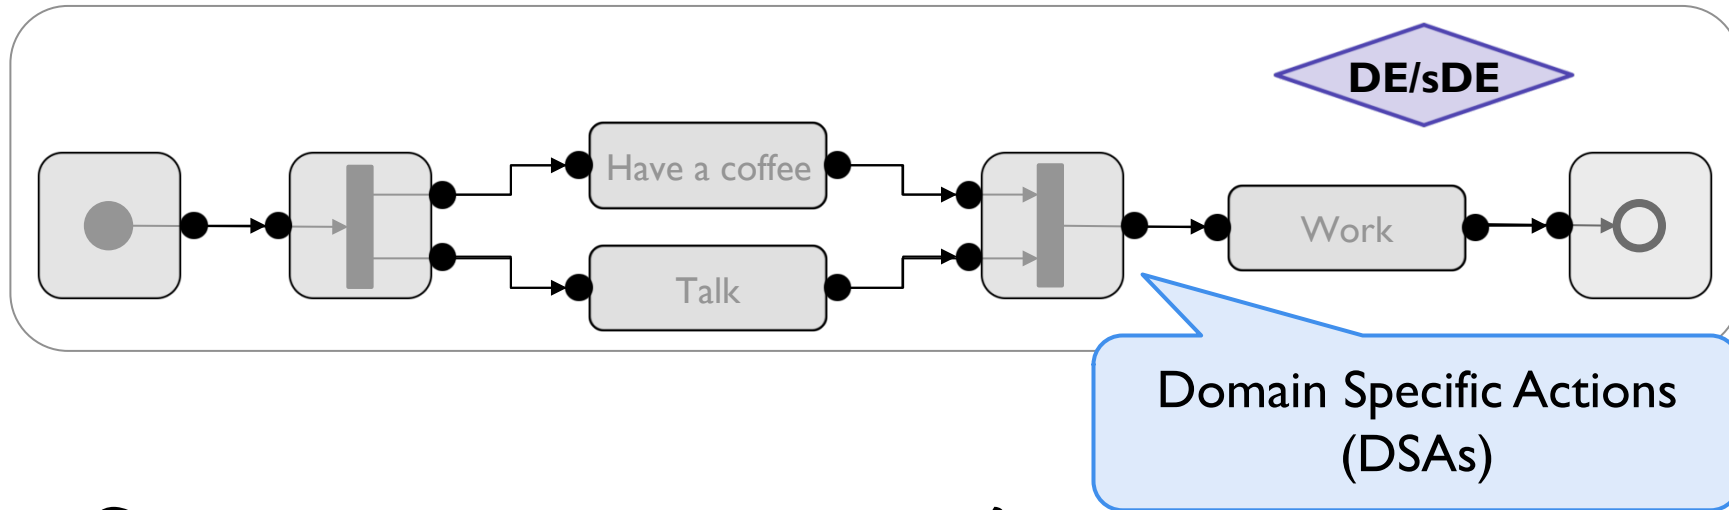 DE/sDE
Have a coffee
Talk
Work
Domain Specific Actions
(DSAs)